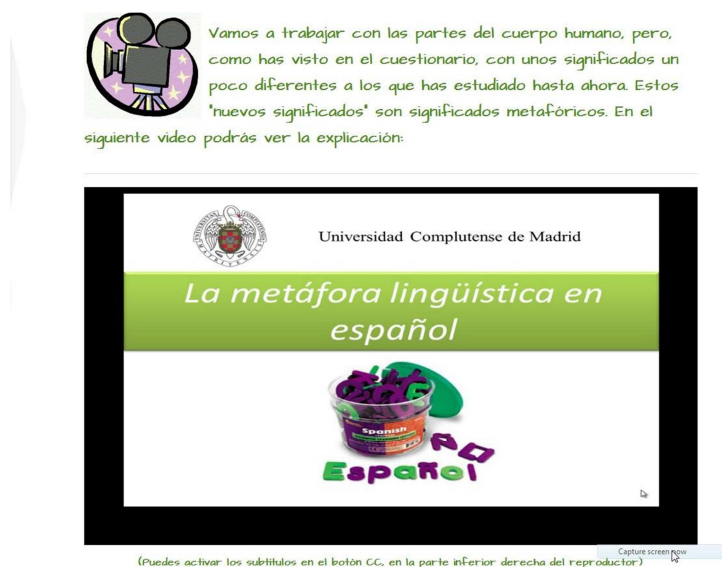 Vamos a trabajar con las partes del cuerpo humano, pero,
como has visto en el cuestionario, con unos significados un
poco diferentes a los que has estudiado hasta ahora. Estos
"nuevos significados" son significados metafóricos. En el
siguiente video podrás ver la explicación:
Universidad Complutense de Madrid
La metáfora lingüística en
español
Spanish
Español
Capture screen now
(Puedes activar los subtítulos en el botón CC, en la parte inferior derecha del reproductor)